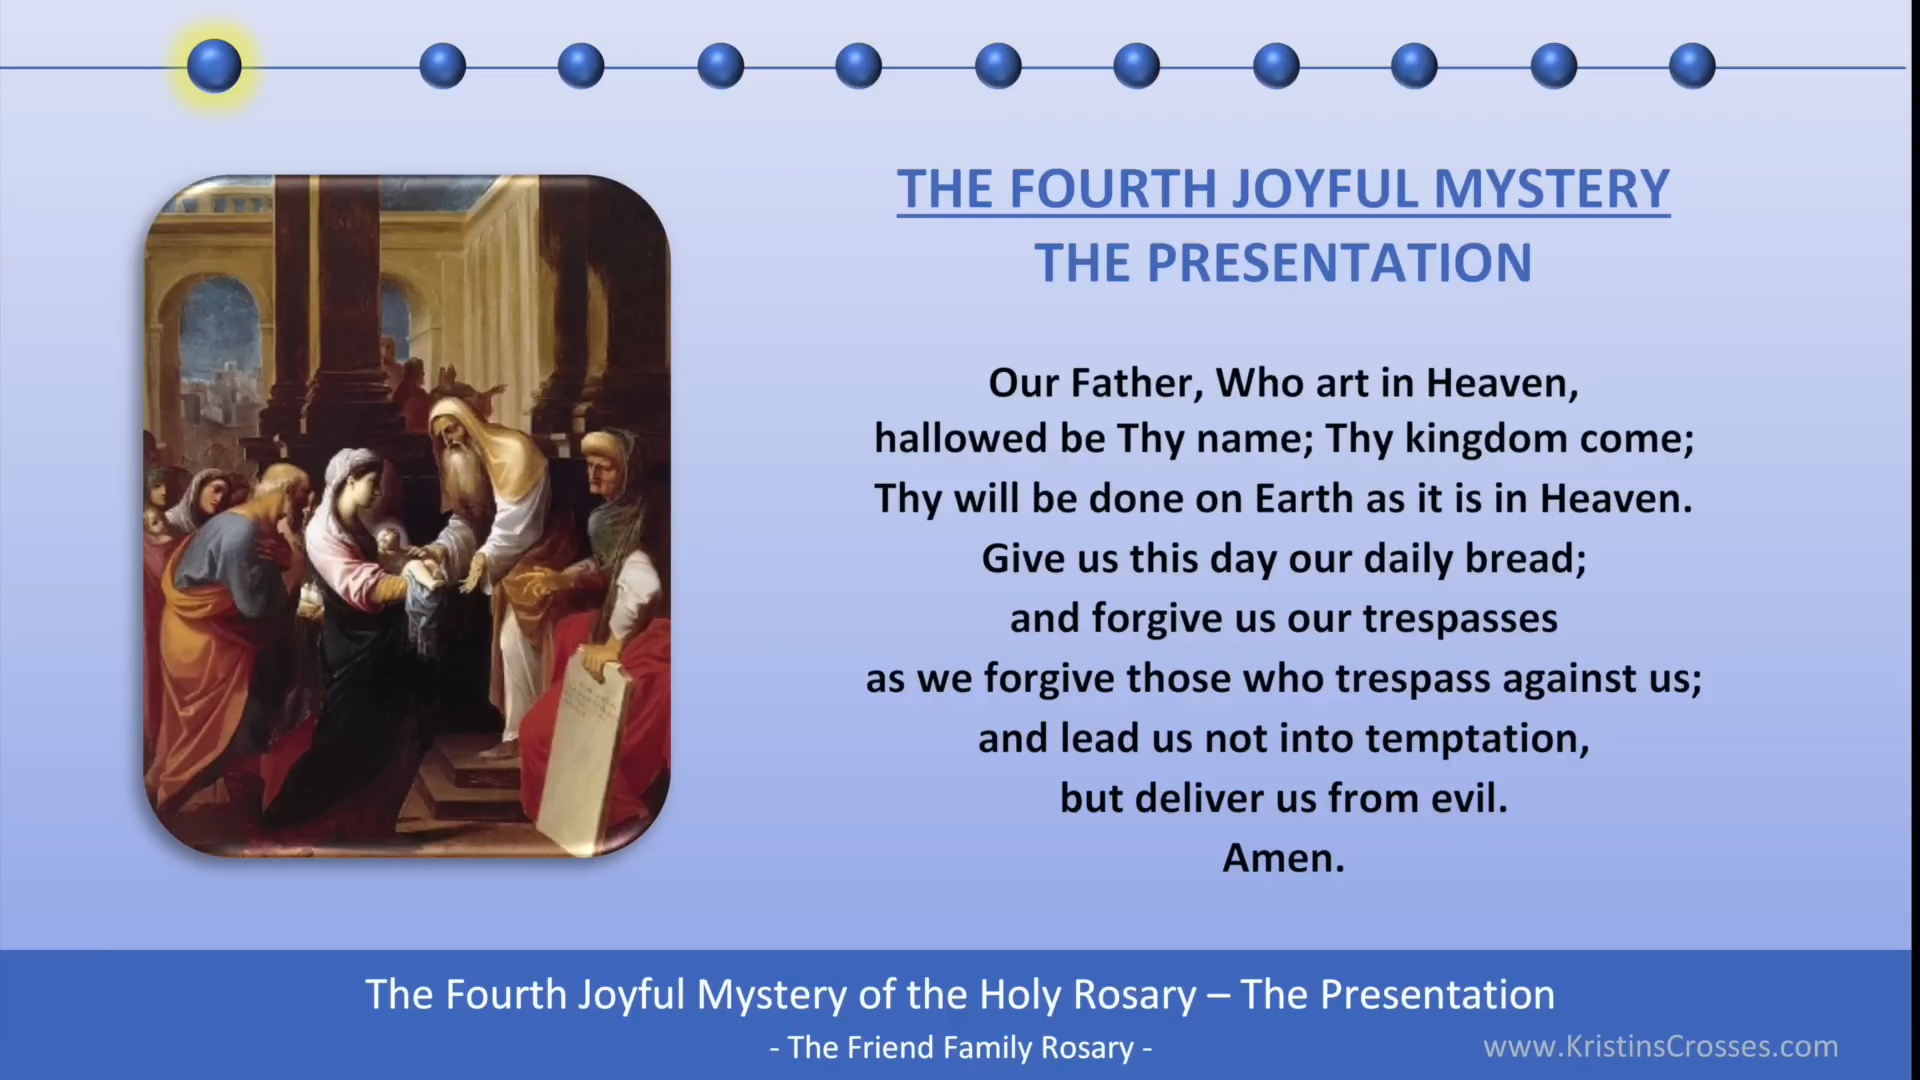 THE FOURTH JOYFUL MYSTERY
THE PRESENTATION
Our Father, Who art in Heaven,
hallowed be Thy name; Thy kingdom come;
Thy will be done on Earth as it is in Heaven.
Give us this day our daily bread;
and forgive us our trespasses
as we forgive those who trespass against us;
and lead us not into temptation,
but deliver us from evil.
Amen.
The Fourth Joyful Mystery of the Holy Rosary – The Presentation
- The Friend Family Rosary -
www.KristinsCrosses.com